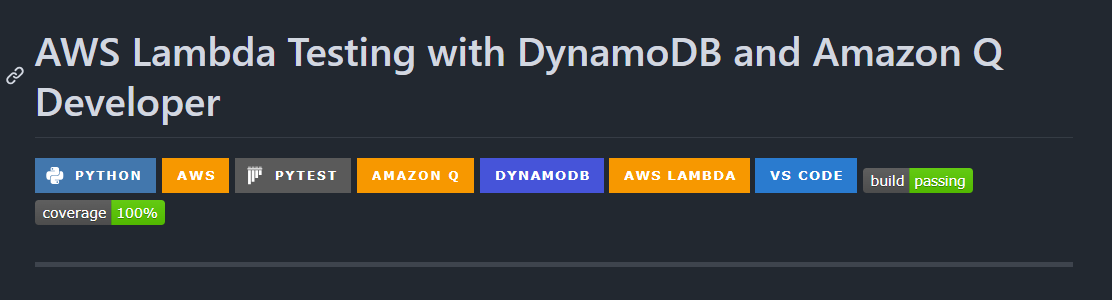 AWS Lambda Testing with DynamoDB and Amazon Q
Developer
PYTHON AWS PYTEST AMAZON Q DYNAMODB AWS LAMBDA VS CODE build passing
coverage 100%